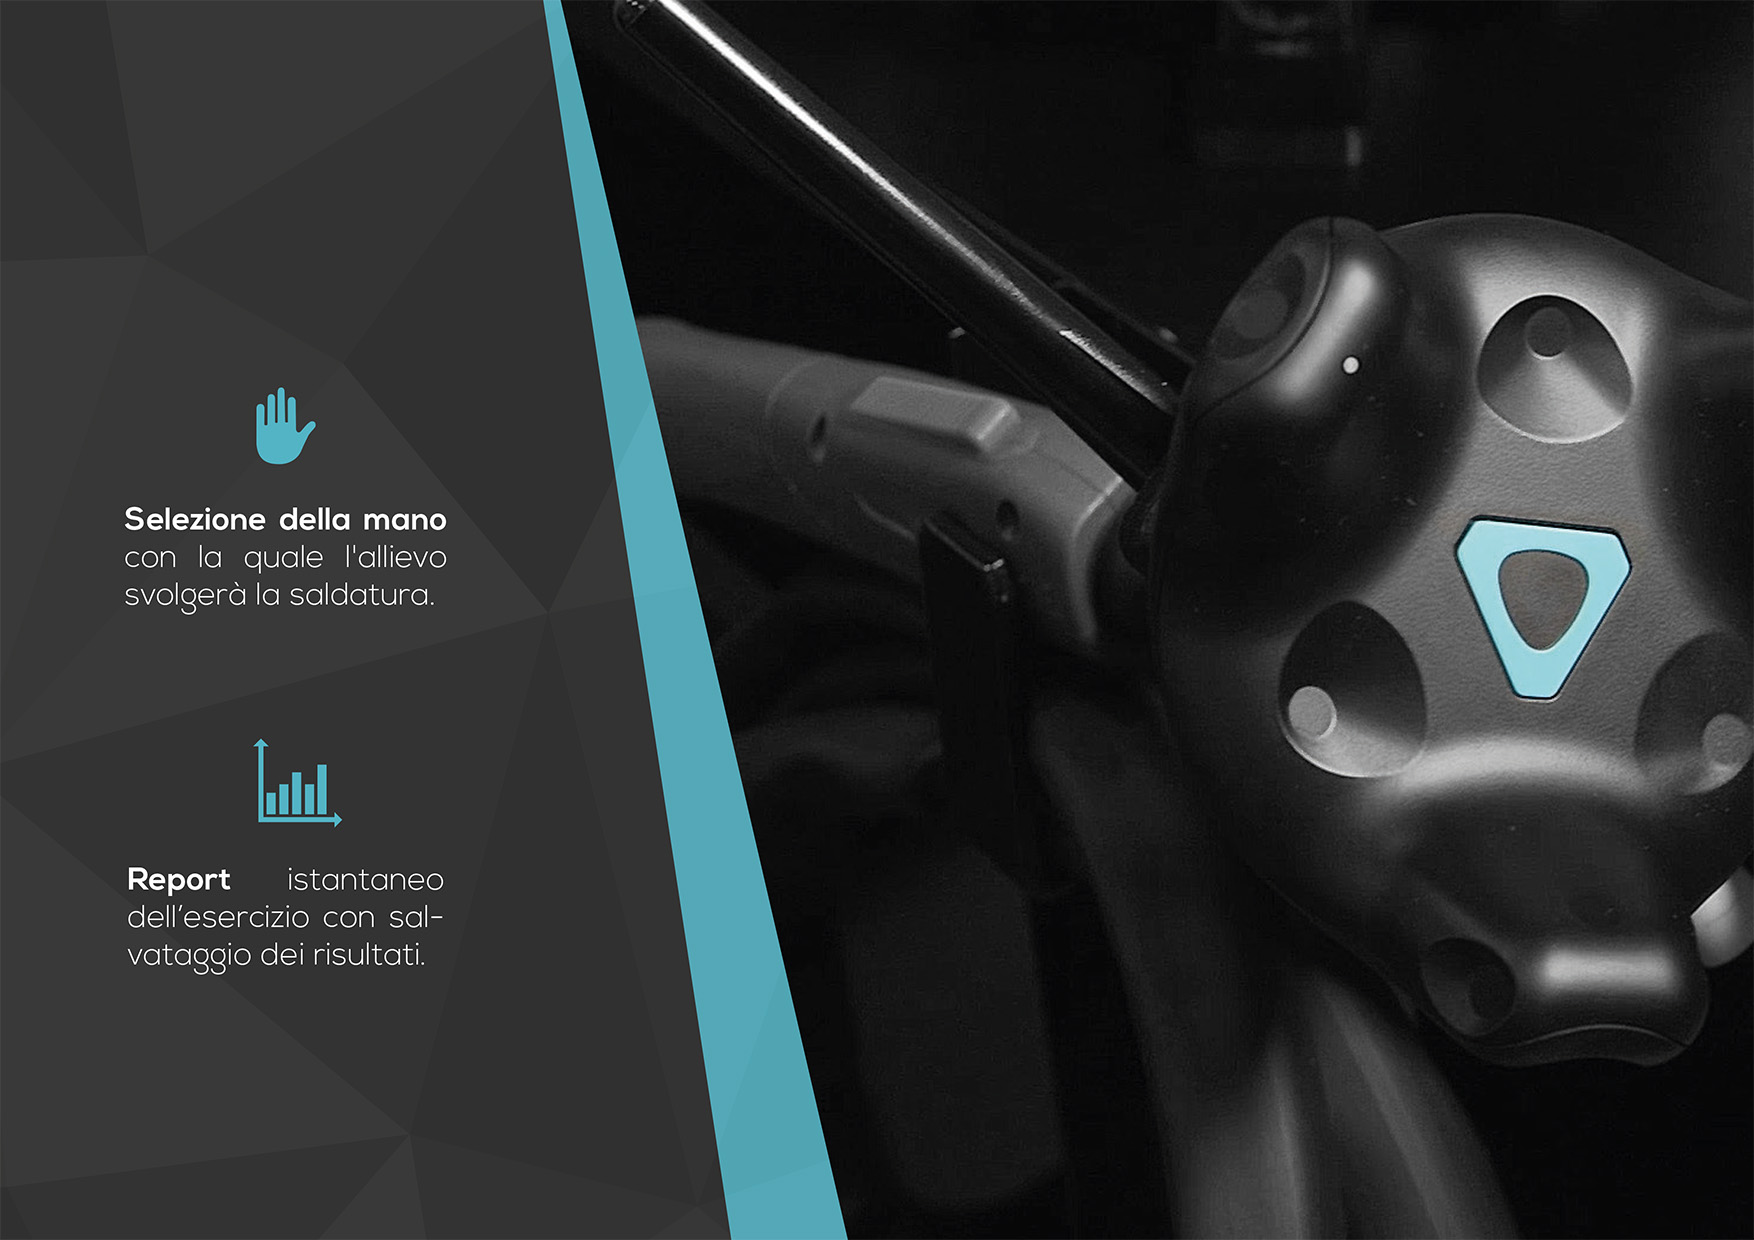 Selezione della mano
con la quale l'allievo
svolgerà la saldatura.
Report istantaneo
dell’esercizio con sal-
vataggio dei risultati.